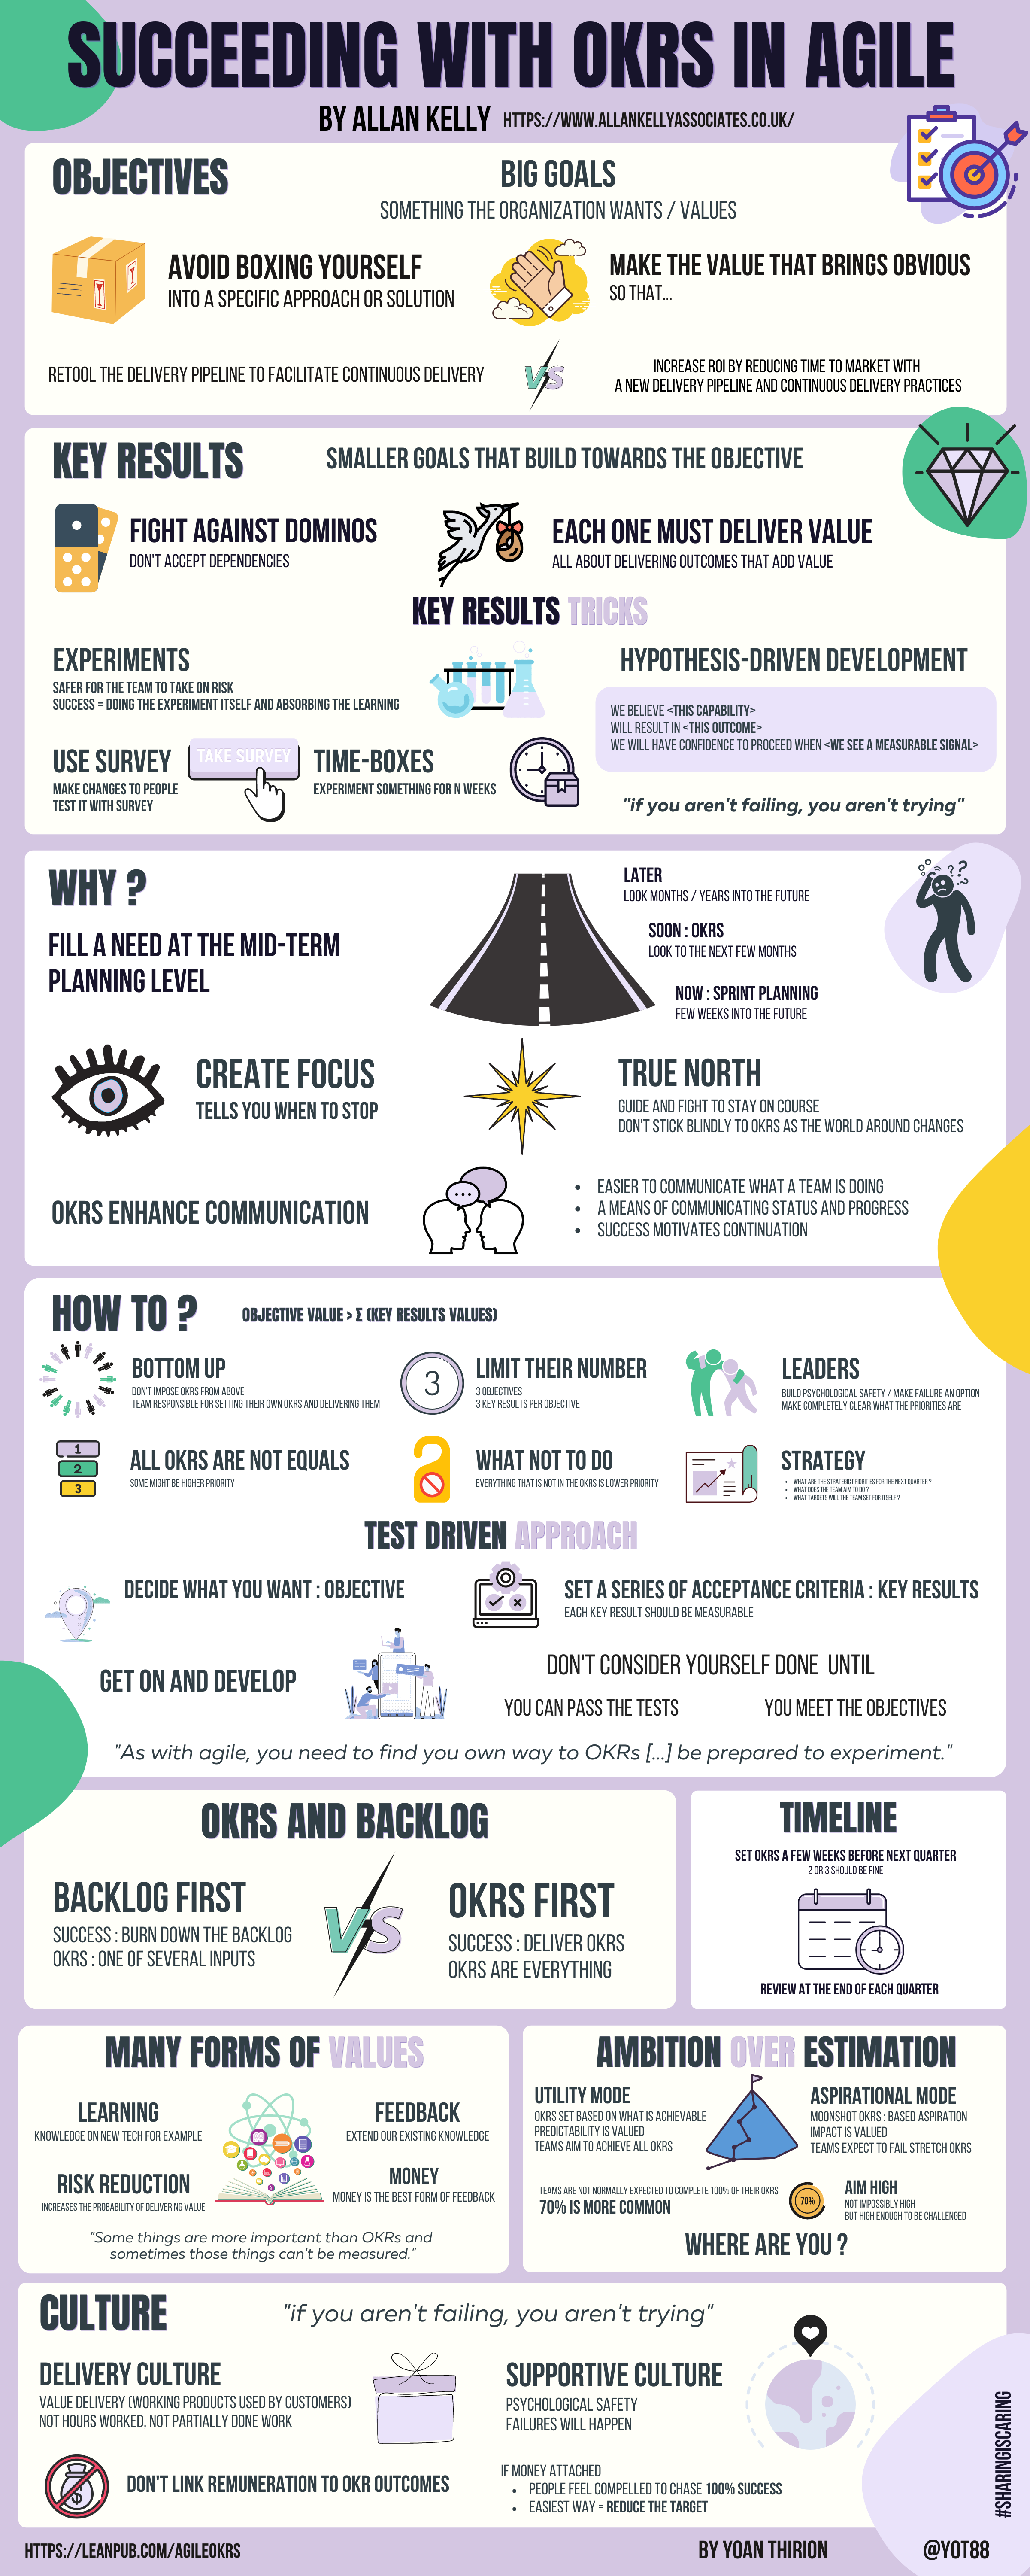 SUCCEEDING WITH OKRS IN AGILE
BY ALLAN KELLY HTTPS://WWW.ALLANKELLYASSOCIATES.CO.UK/
OBJECTIVES
BIG GOALS
SOMETHING THE ORGANIZATION WANTS / VALUES
AVOID BOXING YOURSELF
INTO A SPECIFIC APPROACH OR SOLUTION
MAKE THE VALUE THAT BRINGS OBVIOUS
SO THAT...
RETOOL THE DELIVERY PIPELINE TO FACILITATE CONTINUOUS DELIVERY
VS
INCREASE ROI BY REDUCING TIME TO MARKET WITH
A NEW DELIVERY PIPELINE AND CONTINUOUS DELIVERY PRACTICES
KEY RESULTS
SMALLER GOALS THAT BUILD TOWARDS THE OBJECTIVE
FIGHT AGAINST DOMINOS
DON'T ACCEPT DEPENDENCIES
EACH ONE MUST DELIVER VALUE
ALL ABOUT DELIVERING OUTCOMES THAT ADD VALUE
KEY RESULTS TRICKS
EXPERIMENTS
SAFER FOR THE TEAM TO TAKE ON RISK
SUCCESS = DOING THE EXPERIMENT ITSELF AND ABSORBING THE LEARNING
HYPOTHESIS-DRIVEN DEVELOPMENT
WE BELIEVE <THIS CAPABILITY>
WILL RESULT IN <THIS OUTCOME>
WE WILL HAVE CONFIDENCE TO PROCEED WHEN <WE SEE A MEASURABLE SIGNAL>
USE SURVEY
MAKE CHANGES TO PEOPLE
TEST IT WITH SURVEY
TAKE SURVEY
TIME-BOXES
EXPERIMENT SOMETHING FOR N WEEKS
"if you aren't failing, you aren't trying"
WHY ?
FILL A NEED AT THE MID-TERM
PLANNING LEVEL
LATER
LOOK MONTHS / YEARS INTO THE FUTURE
SOON : OKRS
LOOK TO THE NEXT FEW MONTHS
NOW : SPRINT PLANNING
FEW WEEKS INTO THE FUTURE
CREATE FOCUS
TELLS YOU WHEN TO STOP
TRUE NORTH
GUIDE AND FIGHT TO STAY ON COURSE
DON'T STICK BLINDLY TO OKRS AS THE WORLD AROUND CHANGES
OKRS ENHANCE COMMUNICATION
• EASIER TO COMMUNICATE WHAT A TEAM IS DOING
• A MEANS OF COMMUNICATING STATUS AND PROGRESS
• SUCCESS MOTIVATES CONTINUATION
HOW TO ?
OBJECTIVE VALUE > Σ (KEY RESULTS VALUES)
BOTTOM UP
DON'T IMPOSE OKRS FROM ABOVE
TEAM RESPONSIBLE FOR SETTING THEIR OWN OKRS AND DELIVERING THEM
3
LIMIT THEIR NUMBER
3 OBJECTIVES
3 KEY RESULTS PER OBJECTIVE
LEADERS
BUILD PSYCHOLOGICAL SAFETY / MAKE FAILURE AN OPTION
MAKE COMPLETELY CLEAR WHAT THE PRIORITIES ARE
1
2
3
ALL OKRS ARE NOT EQUALS
SOME MIGHT BE HIGHER PRIORITY
WHAT NOT TO DO
EVERYTHING THAT IS NOT IN THE OKRS IS LOWER PRIORITY
STRATEGY
• WHAT ARE THE STRATEGIC PRIORITIES FOR THE NEXT QUARTER ?
• WHAT DOES THE TEAM AIM TO DO ?
• WHAT TARGETS WILL THE TEAM SET FOR ITSELF ?
TEST DRIVEN APPROACH
DECIDE WHAT YOU WANT : OBJECTIVE
SET A SERIES OF ACCEPTANCE CRITERIA : KEY RESULTS
EACH KEY RESULT SHOULD BE MEASURABLE
GET ON AND DEVELOP
DON'T CONSIDER YOURSELF DONE UNTIL
YOU CAN PASS THE TESTS
YOU MEET THE OBJECTIVES
"As with agile, you need to find you own way to OKRs [...] be prepared to experiment."
OKRS AND BACKLOG
BACKLOG FIRST
SUCCESS : BURN DOWN THE BACKLOG
OKRS : ONE OF SEVERAL INPUTS
VS
OKRS FIRST
SUCCESS : DELIVER OKRS
OKRS ARE EVERYTHING
TIMELINE
SET OKRS A FEW WEEKS BEFORE NEXT QUARTER
2 OR 3 SHOULD BE FINE
REVIEW AT THE END OF EACH QUARTER
MANY FORMS OF VALUES
LEARNING
KNOWLEDGE ON NEW TECH FOR EXAMPLE
FEEDBACK
EXTEND OUR EXISTING KNOWLEDGE
RISK REDUCTION
INCREASES THE PROBABILITY OF DELIVERING VALUE
MONEY
MONEY IS THE BEST FORM OF FEEDBACK
"Some things are more important than OKRs and
sometimes those things can't be measured."
AMBITION OVER ESTIMATION
UTILITY MODE
OKRS SET BASED ON WHAT IS ACHIEVABLE
PREDICTABILITY IS VALUED
TEAMS AIM TO ACHIEVE ALL OKRS
ASPIRATIONAL MODE
MOONSHOT OKRS : BASED ASPIRATION
IMPACT IS VALUED
TEAMS EXPECT TO FAIL STRETCH OKRS
TEAMS ARE NOT NORMALLY EXPECTED TO COMPLETE 100% OF THEIR OKRS
70% IS MORE COMMON
70%
AIM HIGH
NOT IMPOSSIBLY HIGH
BUT HIGH ENOUGH TO BE CHALLENGED
WHERE ARE YOU ?
CULTURE
"if you aren't failing, you aren't trying"
DELIVERY CULTURE
VALUE DELIVERY (WORKING PRODUCTS USED BY CUSTOMERS)
NOT HOURS WORKED, NOT PARTIALLY DONE WORK
SUPPORTIVE CULTURE
PSYCHOLOGICAL SAFETY
FAILURES WILL HAPPEN
DON'T LINK REMUNERATION TO OKR OUTCOMES
IF MONEY ATTACHED
• PEOPLE FEEL COMPELLED TO CHASE 100% SUCCESS
• EASIEST WAY = REDUCE THE TARGET
#SHARINGISCARING
HTTPS://LEANPUB.COM/AGILEOKRS
BY YOAN THIRION
@YOT88